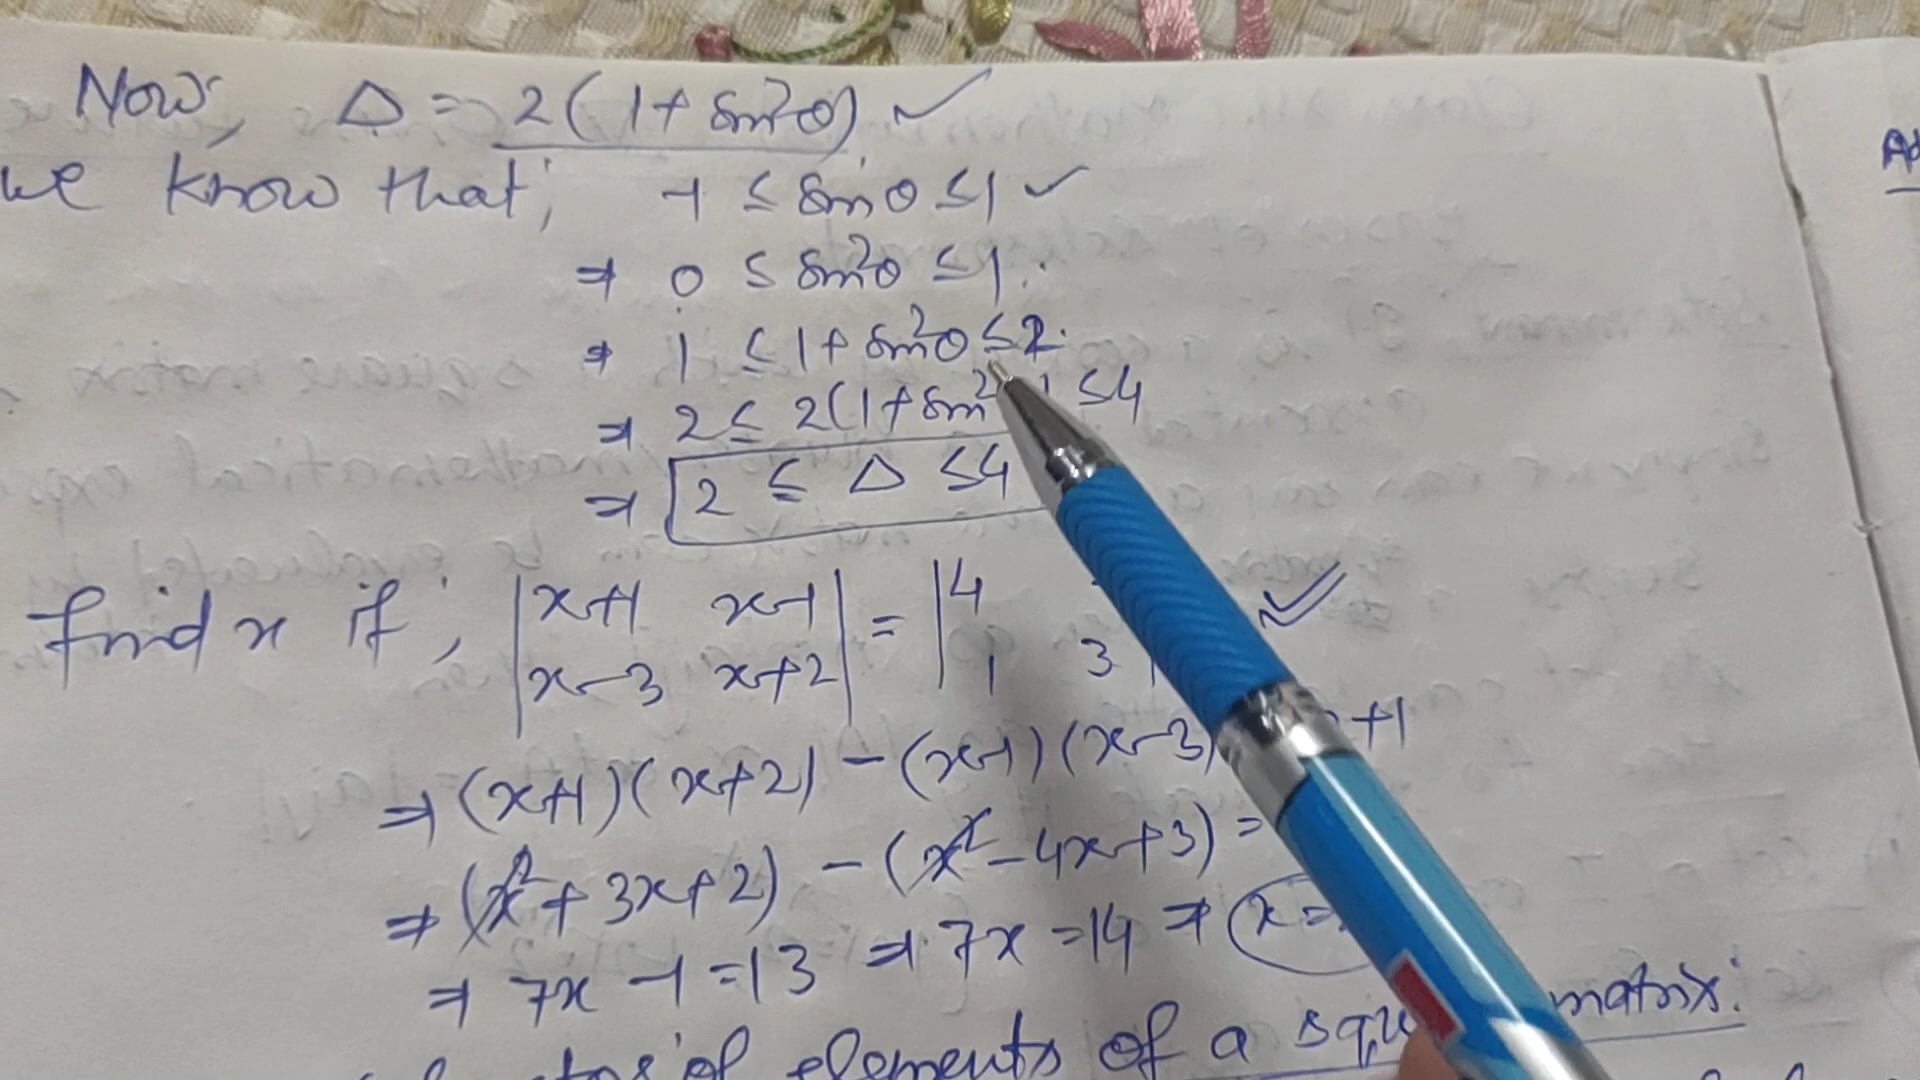 Now, Δ = 2(1+sin²θ) ✓
we know that; -1 ≤ sinθ ≤ 1 ✓
⇒ 0 ≤ sin²θ ≤ 1.
⇒ 1 ≤ 1+sin²θ ≤ 2.
⇒ 2 ≤ 2(1+sin² ) ≤ 4
⇒ 2 ≤ Δ ≤ 4
find x if; | x+1 x-1 | = | 4
| x-3 x+2 | | 1 3 |
⇒ (x+1)(x+2) - (x-1)(x-3) +1
⇒ (x²+3x+2) - (x²-4x+3) =
⇒ 7x-1=13 ⇒ 7x=14 ⇒ x=
of elements of a matrix: